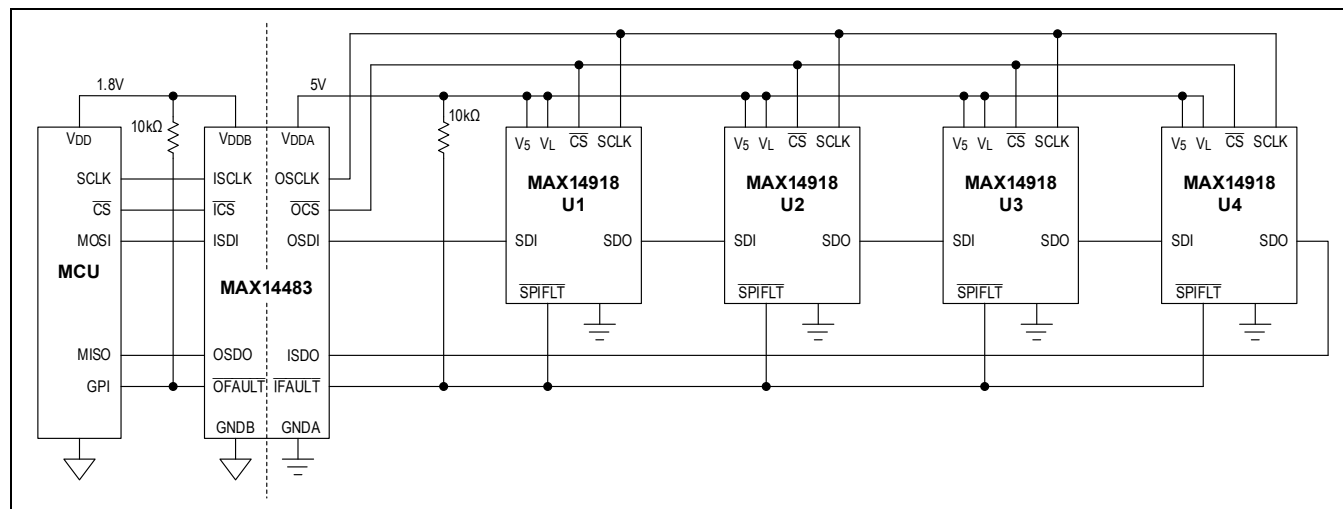 1.8V
5V
10kΩ
10kΩ
VDD
SCLK
CS
MOSI
MCU
MISO
GPI
VDDB
VDDA
ISCLK
OSCLK
ICS
OCS
ISDI
OSDI
MAX14483
OSDO
ISDO
OFAULT
IFAULT
GNDB
GNDA
V5 VL CS SCLK
MAX14918
U1
SDI
SDO
SPIFLT
V5 VL CS SCLK
MAX14918
U2
SDI
SDO
SPIFLT
V5 VL CS SCLK
MAX14918
U3
SDI
SDO
SPIFLT
V5 VL CS SCLK
MAX14918
U4
SDI
SDO
SPIFLT